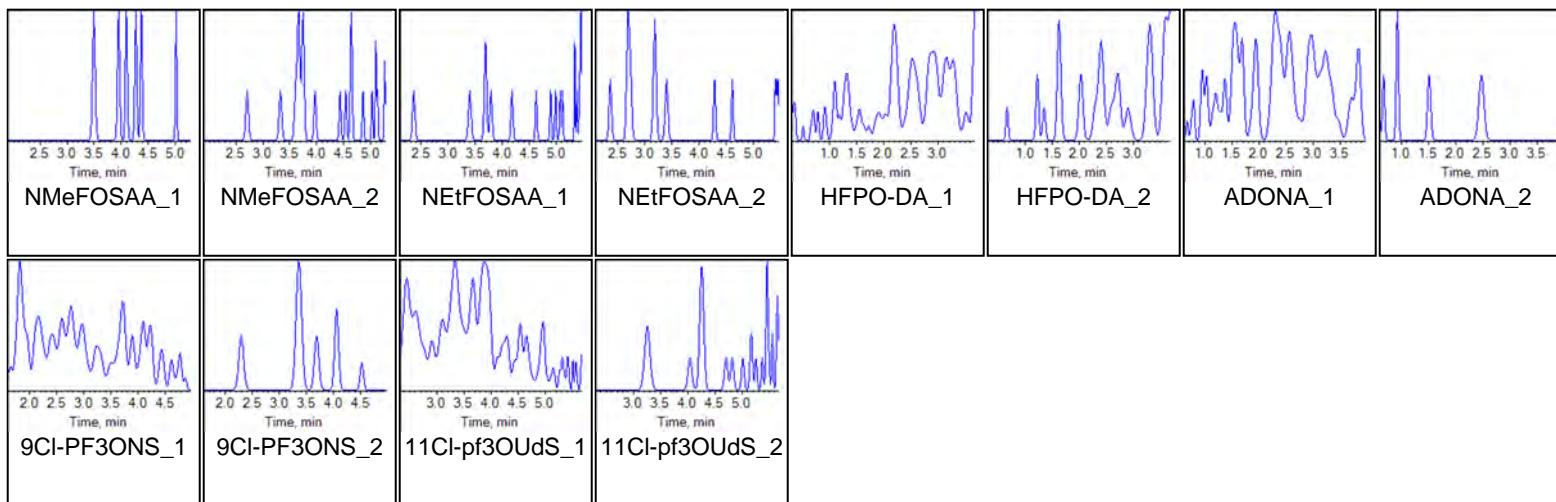 2.5 3.0 3.5 4.0 4.5 5.0
Time, min
NMeFOSAA_1
2.5 3.0 3.5 4.0 4.5 5.0
Time, min
NMeFOSAA_2
2.5 3.0 3.5 4.0 4.5 5.0
Time, min
NEtFOSAA_1
2.5 3.0 3.5 4.0 4.5 5.0
Time, min
NEtFOSAA_2
1.0 1.5 2.0 2.5 3.0
Time, min
HFPO-DA_1
1.0 1.5 2.0 2.5 3.0
Time, min
HFPO-DA_2
1.0 1.5 2.0 2.5 3.0 3.5
Time, min
ADONA_1
1.0 1.5 2.0 2.5 3.0 3.5
Time, min
ADONA_2
2.0 2.5 3.0 3.5 4.0 4.5
Time, min
9Cl-PF3ONS_1
2.0 2.5 3.0 3.5 4.0 4.5
Time, min
9Cl-PF3ONS_2
3.0 3.5 4.0 4.5 5.0
Time, min
11Cl-pf3OUdS_1
3.0 3.5 4.0 4.5 5.0
Time, min
11Cl-pf3OUdS_2